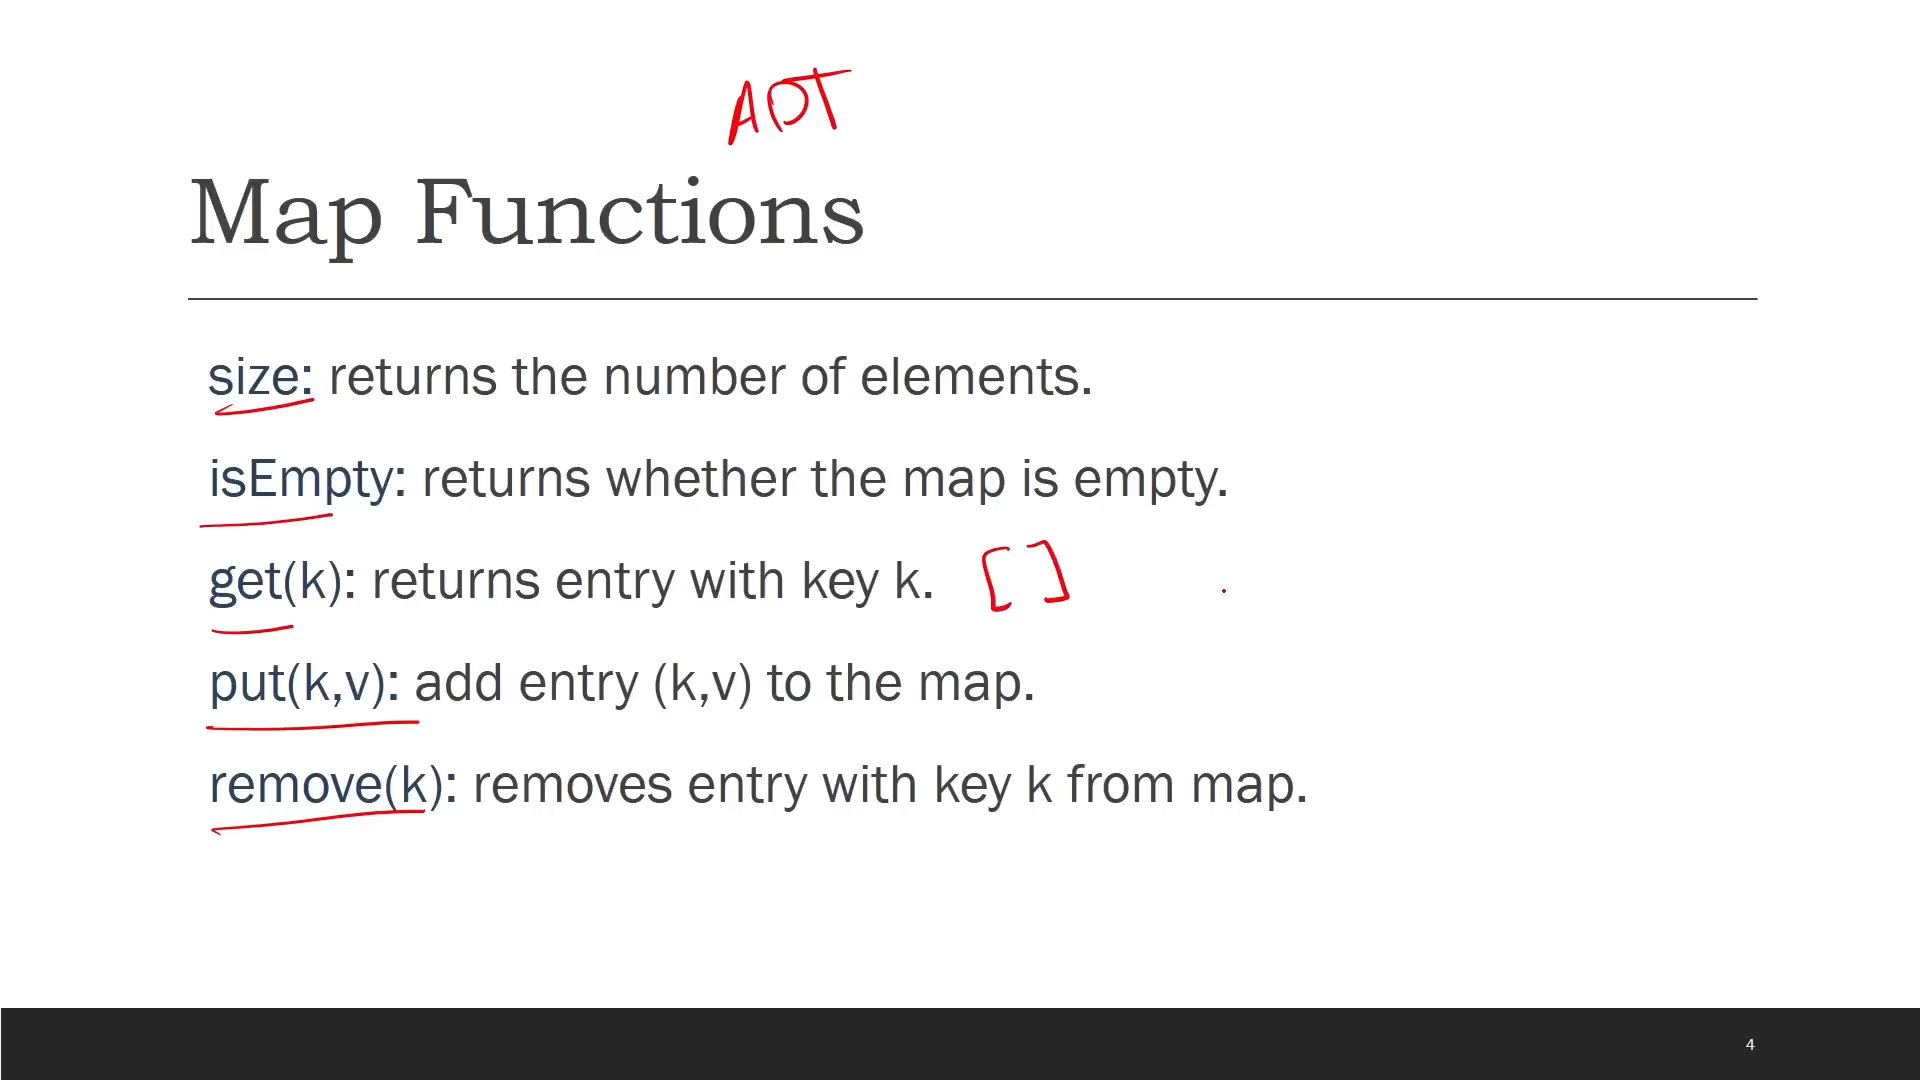 ADT
Map Functions
size: returns the number of elements.
isEmpty: returns whether the map is empty.
get(k): returns entry with key k. [ ]
put(k,v): add entry (k,v) to the map.
remove(k): removes entry with key k from map.
4